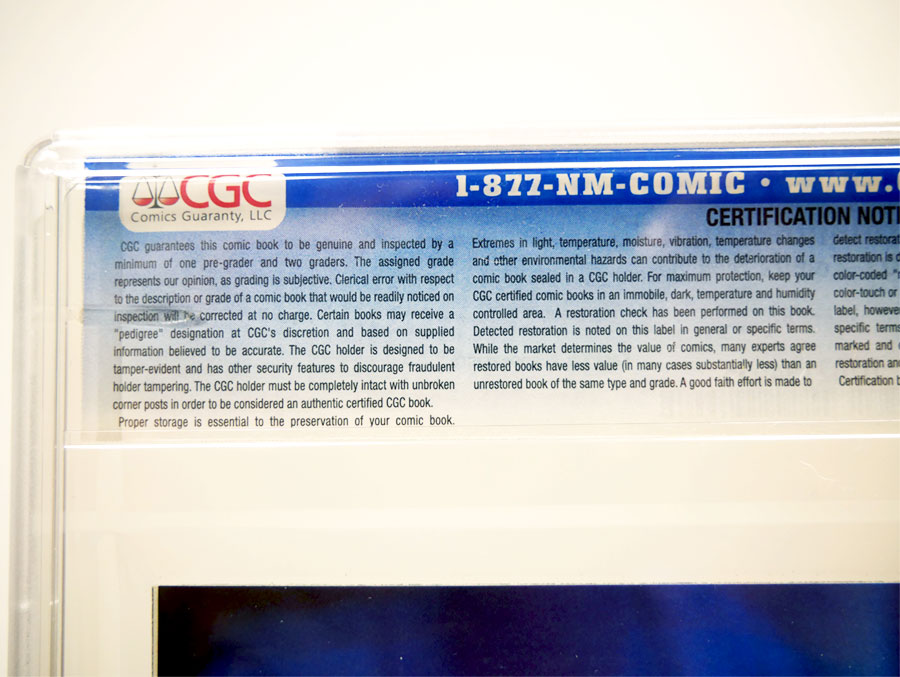 CGC
Comics Guaranty, LLC
1-877-NM-COMIC • www.
CERTIFICATION
CGC guarantees this comic book to be genuine and inspected by a
minimum of one pre-grader and two graders. The assigned grade
represents our opinion, as grading is subjective. Clerical error with respect
to the description or grade of a comic book that would be readily noticed on
inspection will be corrected at no charge. Certain books may receive a
"pedigree" designation at CGC's discretion and based on supplied
information believed to be accurate. The CGC holder is designed to be
tamper-evident and has other security features to discourage fraudulent
holder tampering. The CGC holder must be completely intact with unbroken
corner posts in order to be considered an authentic certified CGC book.
Proper storage is essential to the preservation of your comic book.
Extremes in light, temperature, moisture, vibration, temperature changes
and other environmental hazards can contribute to the deterioration of a
comic book sealed in a CGC holder. For maximum protection, keep your
CGC certified comic books in an immobile, dark, temperature and humidity
controlled area. A restoration check has been performed on this book.
Detected restoration is noted on this label in general or specific terms.
While the market determines the value of comics, many experts agree
restored books have less value (in many cases substantially less) than an
unrestored book of the same type and grade. A good faith effort is made to
detect
restoration is
color-coded
color-touch or
label,
specific terms
marked and
restoration
Certification